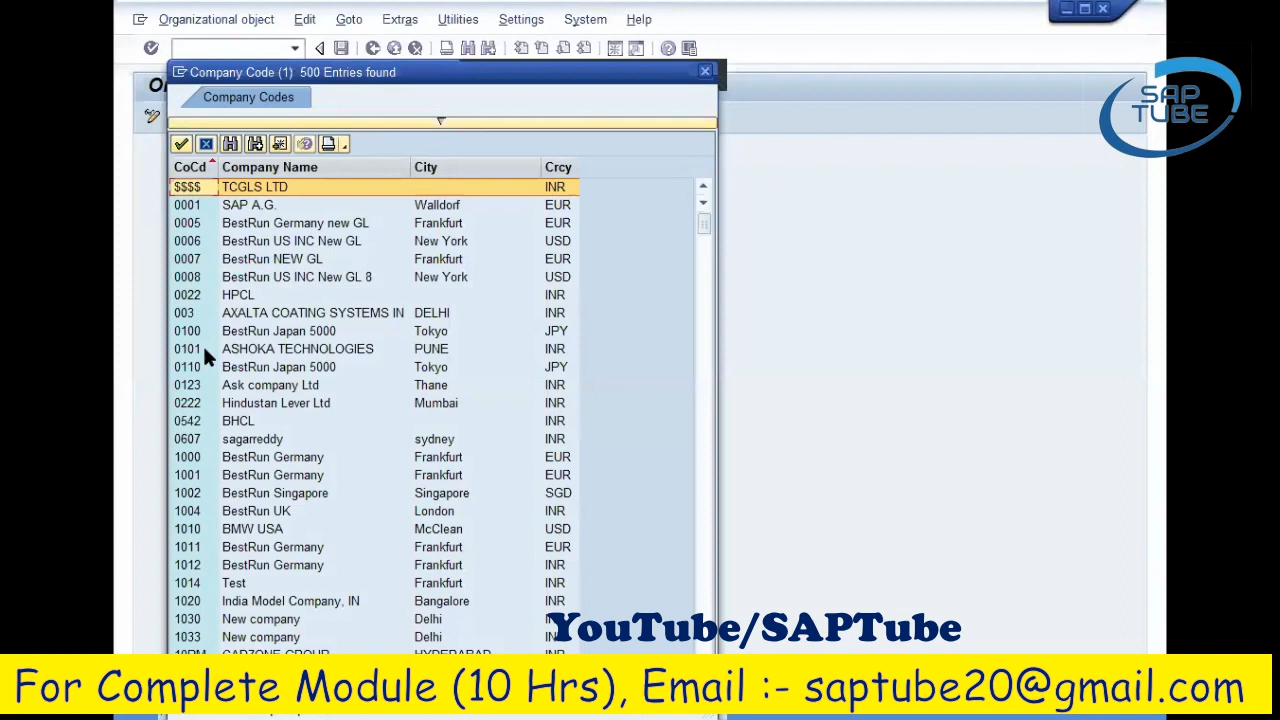 Organizational object Edit Goto Extras Utilities Settings System Help
Company Code (1) 500 Entries found
SAP
TUBE
Company Codes
CoCd Company Name City Crcy
$$$$ TCGLS LTD INR
0001 SAP A.G. Walldorf EUR
0005 BestRun Germany new GL Frankfurt EUR
0006 BestRun US INC New GL New York USD
0007 BestRun NEW GL Frankfurt EUR
0008 BestRun US INC New GL 8 New York USD
0022 HPCL INR
003 AXALTA COATING SYSTEMS IN DELHI INR
0100 BestRun Japan 5000 Tokyo JPY
0101 ASHOKA TECHNOLOGIES PUNE INR
0110 BestRun Japan 5000 Tokyo JPY
0123 Ask company Ltd Thane INR
0222 Hindustan Lever Ltd Mumbai INR
0542 BHCL INR
0607 sagarreddy sydney INR
1000 BestRun Germany Frankfurt EUR
1001 BestRun Germany Frankfurt EUR
1002 BestRun Singapore Singapore SGD
1004 BestRun UK London INR
1010 BMW USA McClean USD
1011 BestRun Germany Frankfurt EUR
1012 BestRun Germany Frankfurt INR
1014 Test Frankfurt INR
1020 India Model Company, IN Bangalore INR
1030 New company Delhi
1033 New company Delhi
YouTube/SAPTube
For Complete Module (10 Hrs), Email :- saptube20@gmail.com